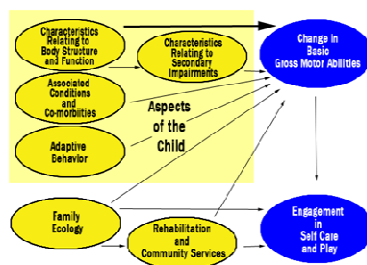 Characteristics
Relating to
Body Structure
and Function
Characteristics
Relating to
Secondary
Impairments
Change in
Basic
Gross Motor Abilities
Associated
Conditions
and
Co-morbiities
Aspects
of the
Child
Adaptive
Behavior
Family
Ecology
Rehabilitation
and
Community Services
Engagement
in
Self Care
and Play